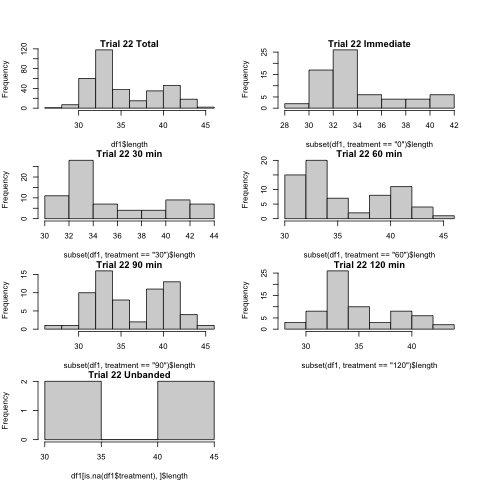 Trial 22 Total
Frequency
0 40 80 120
30 35 40 45
df1$length
Trial 22 Immediate
Frequency
0 5 15 25
28 30 32 34 36 38 40 42
subset(df1, treatment == "0")$length
Trial 22 30 min
Frequency
0 10 20
30 32 34 36 38 40 42 44
subset(df1, treatment == "30")$length
Trial 22 60 min
Frequency
0 5 10 20
30 35 40 45
subset(df1, treatment == "60")$length
Trial 22 90 min
Frequency
0 5 10 15
30 35 40 45
subset(df1, treatment == "90")$length
Trial 22 120 min
Frequency
0 5 15 25
30 35 40
subset(df1, treatment == "120")$length
Trial 22 Unbanded
Frequency
0 1 2
30 35 40 45
df1[is.na(df1$treatment), ]$length